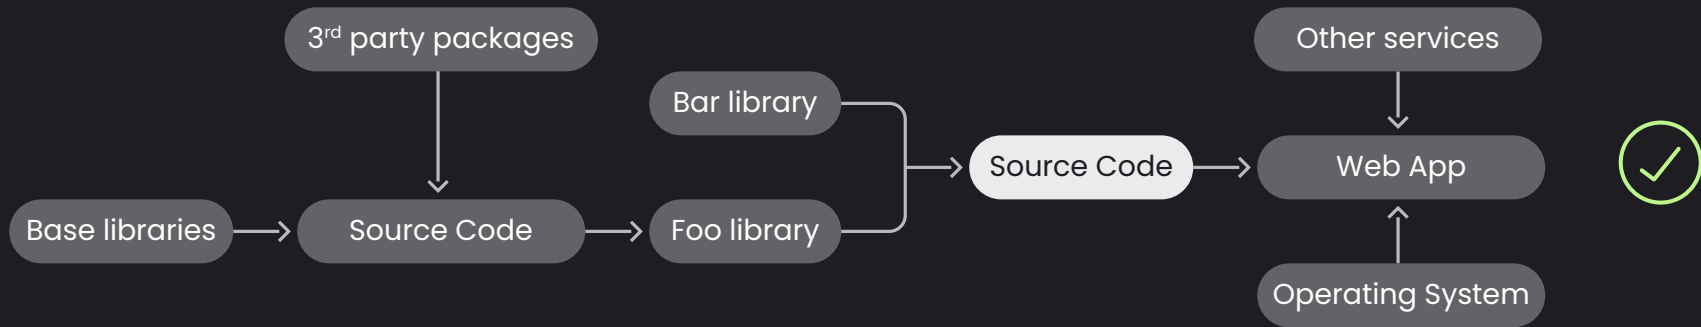 3rd party packages
Other services
Bar library
Source Code
Web App
Base libraries
Source Code
Foo library
Operating System